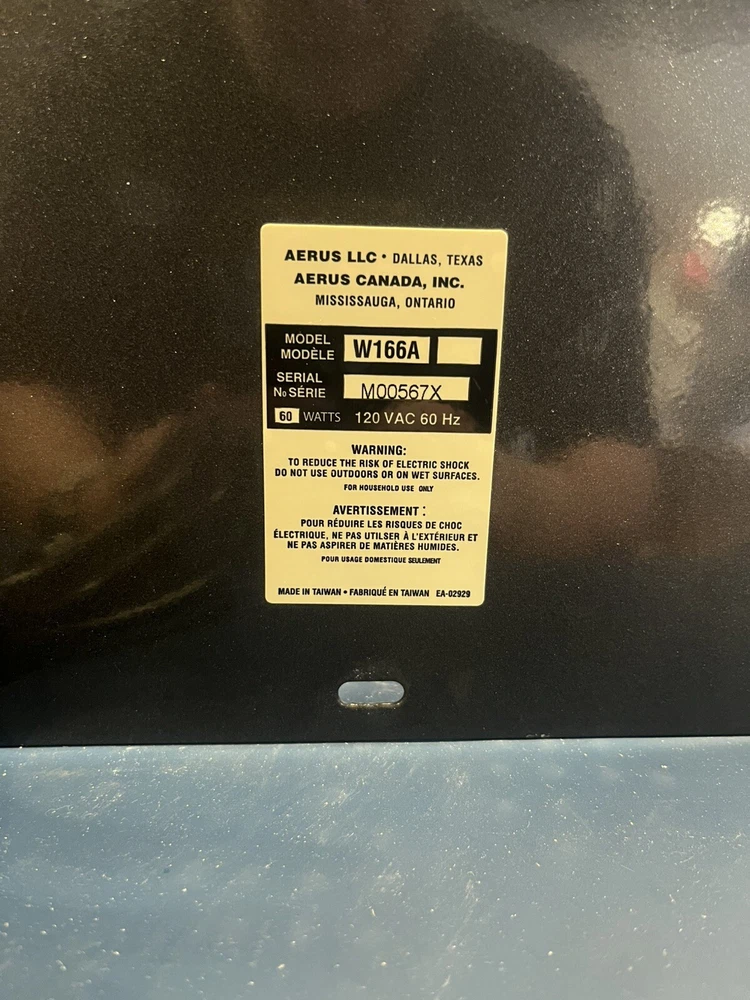 AERUS LLC • DALLAS, TEXAS
AERUS CANADA, INC.
MISSISSAUGA, ONTARIO
MODEL
MODÈLE W166A
SERIAL
No SÉRIE M00567X
60 WATTS 120 VAC 60 Hz
WARNING:
TO REDUCE THE RISK OF ELECTRIC SHOCK
DO NOT USE OUTDOORS OR ON WET SURFACES.
FOR HOUSEHOLD USE ONLY
AVERTISSEMENT :
POUR RÉDUIRE LES RISQUES DE CHOC
ÉLECTRIQUE, NE PAS UTILSER À L'EXTÉRIEUR ET
NE PAS ASPIRER DE MATIÈRES HUMIDES.
POUR USAGE DOMESTIQUE SEULEMENT
MADE IN TAIWAN • FABRIQUÉ EN TAIWAN EA-02929